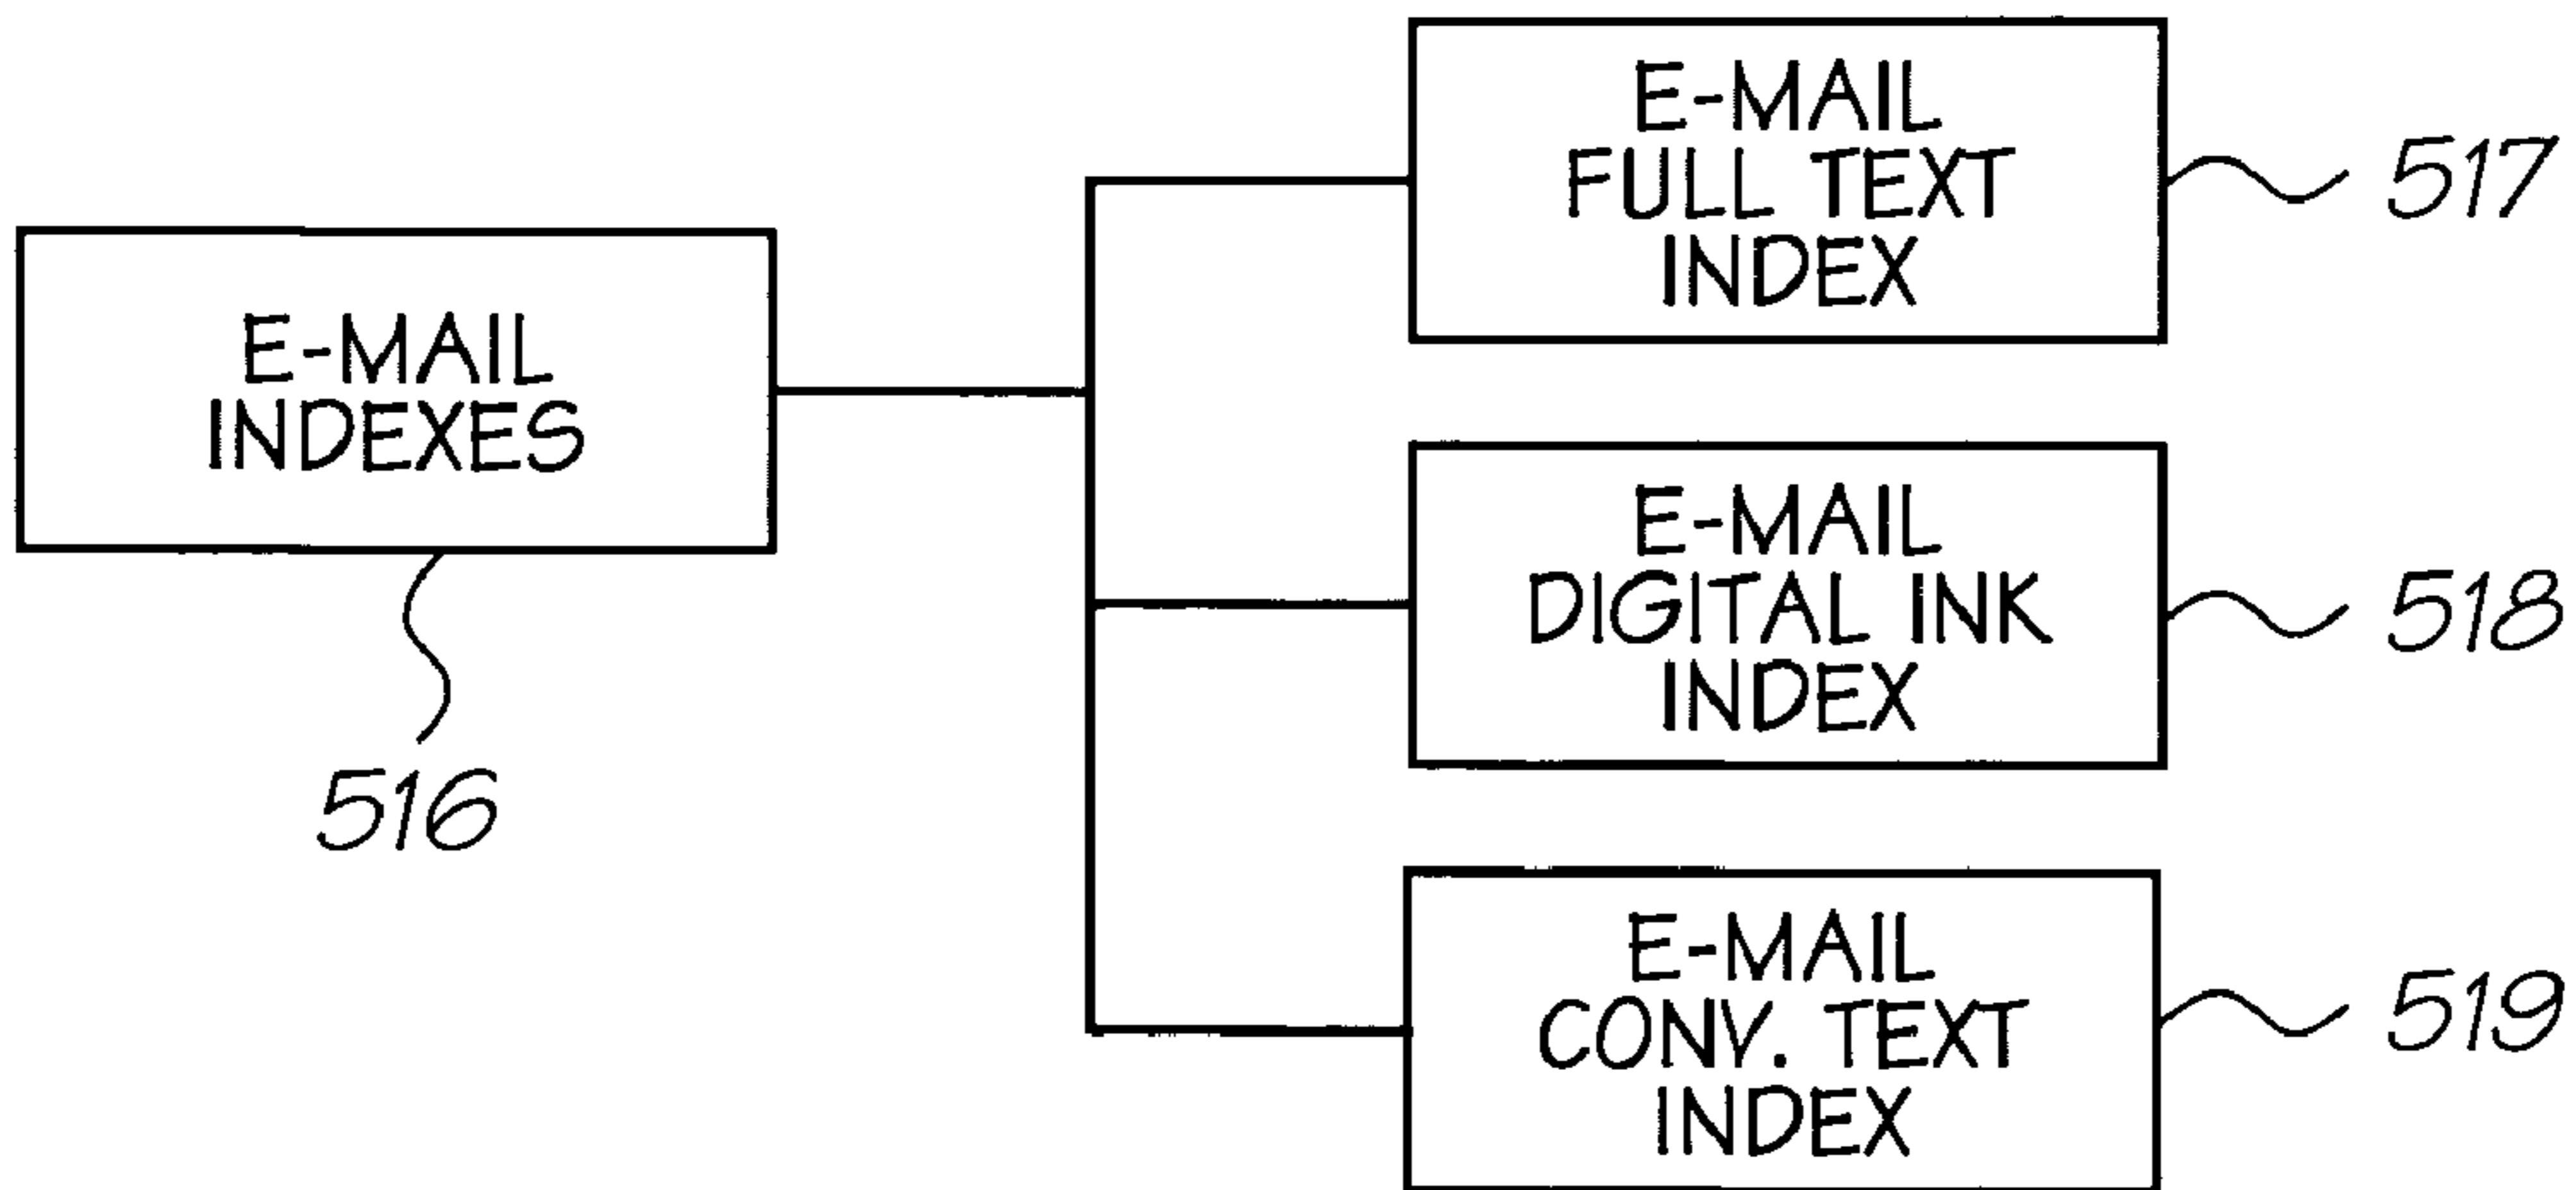 E-MAIL
INDEXES
516
E-MAIL
FULL TEXT
INDEX
517
E-MAIL
DIGITAL INK
INDEX
518
E-MAIL
CONV. TEXT
INDEX
519